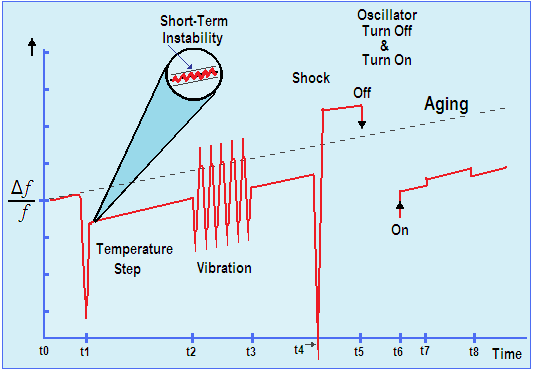 Short-Term
Instability
Oscillator
Turn Off
&
Turn On
Shock
Off
Aging
Δf
f
Temperature
Step
Vibration
On
t0 t1 t2 t3 t4 t5 t6 t7 t8 Time